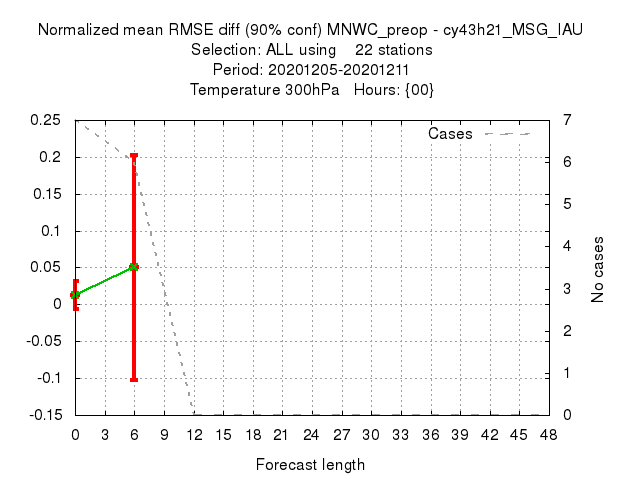 Normalized mean RMSE diff (90% conf) MNWC_preop - cy43h21_MSG_IAU
Selection: ALL using    22 stations
Period: 20201205-20201211
Temperature 300hPa   Hours: {00}
Cases
0.25
0.2
0.15
0.1
0.05
0
-0.05
-0.1
-0.15
7
6
5
4
3
2
1
0
No cases
0 3 6 9 12 15 18 21 24 27 30 33 36 39 42 45 48
Forecast length